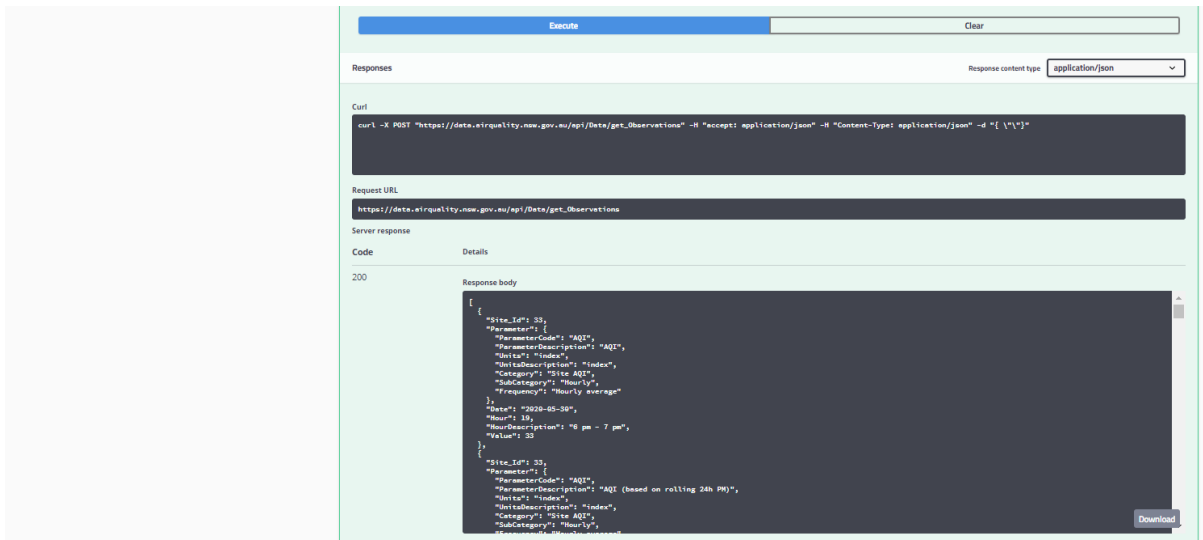 Execute
Clear
Responses
Response content type
application/json
Curl
curl -X POST "https://data.airquality.nsw.gov.au/api/Data/get_Observations" -H "accept: application/json" -H "Content-Type: application/json" -d "[ \"\"]"
Request URL
https://data.airquality.nsw.gov.au/api/Data/get_Observations
Server response
Code
Details
200
Response body
[
{
"Site_Id": 33,
"Parameter": {
"ParameterCode": "AQI",
"ParameterDescription": "AQI",
"Units": "index",
"UnitsDescription": "index",
"Category": "Site AQI",
"SubCategory": "Hourly",
"Frequency": "Hourly average"
},
"Date": "2020-05-30",
"Hour": 19,
"HourDescription": "6 pm - 7 pm",
"Value": 33
},
{
"Site_Id": 33,
"Parameter": {
"ParameterCode": "AQI",
"ParameterDescription": "AQI (based on rolling 24h PM)",
"Units": "index",
"UnitsDescription": "index",
"Category": "Site AQI",
"SubCategory": "Hourly",
"Frequency": "Hourly average"
Download